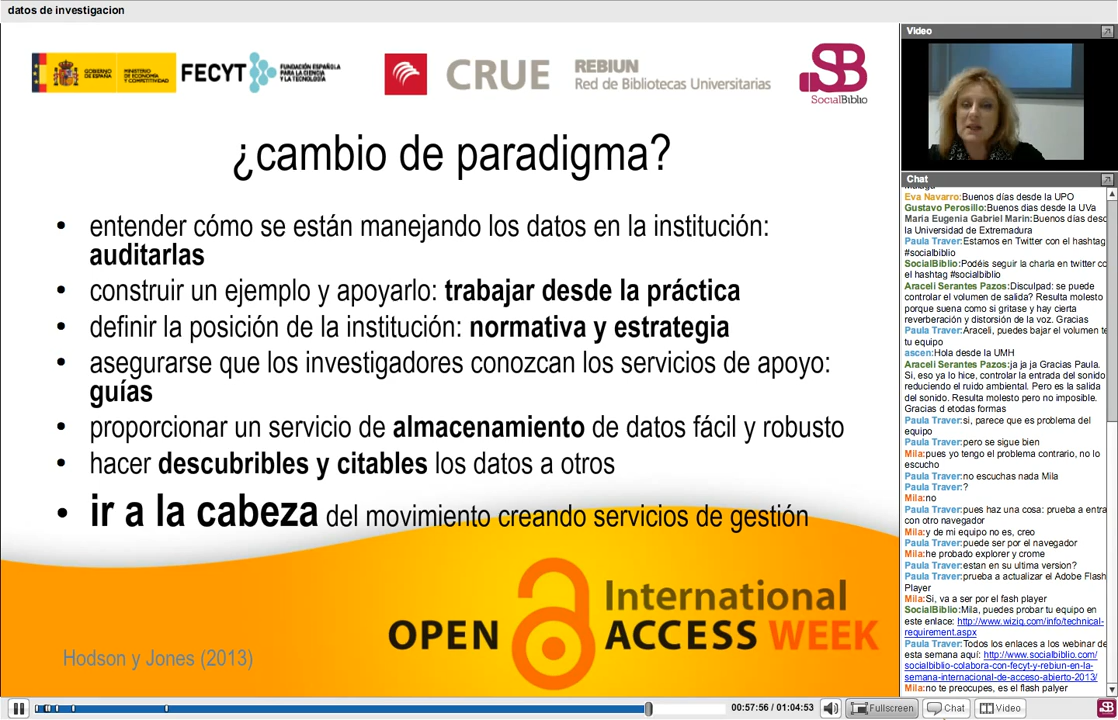 datos de investigacion
GOBIERNO DE ESPAÑA
MINISTERIO DE ECONOMÍA Y COMPETITIVIDAD
FECYT
FUNDACIÓN ESPAÑOLA PARA LA CIENCIA Y LA TECNOLOGÍA
CRUE
REBIUN
Red de Bibliotecas Universitarias
SB
SocialBiblio
¿cambio de paradigma?
• entender cómo se están manejando los datos en la institución:
auditarlas
• construir un ejemplo y apoyarlo: trabajar desde la práctica
• definir la posición de la institución: normativa y estrategia
• asegurarse que los investigadores conozcan los servicios de apoyo:
guías
• proporcionar un servicio de almacenamiento de datos fácil y robusto
• hacer descubribles y citables los datos a otros
• ir a la cabeza del movimiento creando servicios de gestión
International
OPEN ACCESS WEEK
Hodson y Jones (2013)
Video
Chat
Eva Navarro:Buenos días desde la UPO
Gustavo Perosillo:Buenos dias desde la UVa
Maria Eugenia Gabriel Marin:Buenos días desc
la Universidad de Extremadura
Paula Traver:Estamos en Twitter con el hashtag
#socialbiblio
SocialBiblio:Podéis seguir la charla en twitter co
el hashtag #socialbiblio
Araceli Serantes Pazos:Disculpad: se puede
controlar el volumen de salida? Resulta molesto
porque suena como si gritase y hay cierta
reverberación y distorsión de la voz. Gracias
Paula Traver:Araceli, puedes bajar el volumen te
tu equipo
ascen:Hola desde la UMH
Araceli Serantes Pazos:ja ja ja Gracias Paula.
Si, eso ya lo hice, controlar la entrada del sonido
reduciendo el ruido ambiental. Pero es la salida
del sonido. Resulta molesto pero no imposible.
Gracias d etodas formas
Paula Traver:si, parece que es problema del
equipo
Paula Traver:pero se sigue bien
Mila:pues yo tengo el problema contrario, no lo
escucho
Paula Traver:no escuchas nada Mila
Paula Traver:?
Mila:no
Paula Traver:pues haz una cosa: prueba a entra
con otro navegador
Mila:y de mi equipo no es, creo
Paula Traver:puede ser por el navegador
Mila:he probado explorer y crome
Paula Traver:estan en su ultima version?
Paula Traver:prueba a actualizar el Adobe Flash
Player
Mila:Si, va a ser por el fash player
SocialBiblio:Mila, puedes probar tu equipo en
este enlace: http://www.wiziq.com/info/technical-
requirement.aspx
Paula Traver:Todos los enlaces a los webinar de
esta semana aquí: http://www.socialbiblio.com/
socialbiblio-colabora-con-fecyt-y-rebiun-en-la-
semana-internacional-de-acceso-abierto-2013/
Mila:no te preocupes, es el flash palyer
00:57:56 / 01:04:53
Fullscreen
Chat
Video
SB